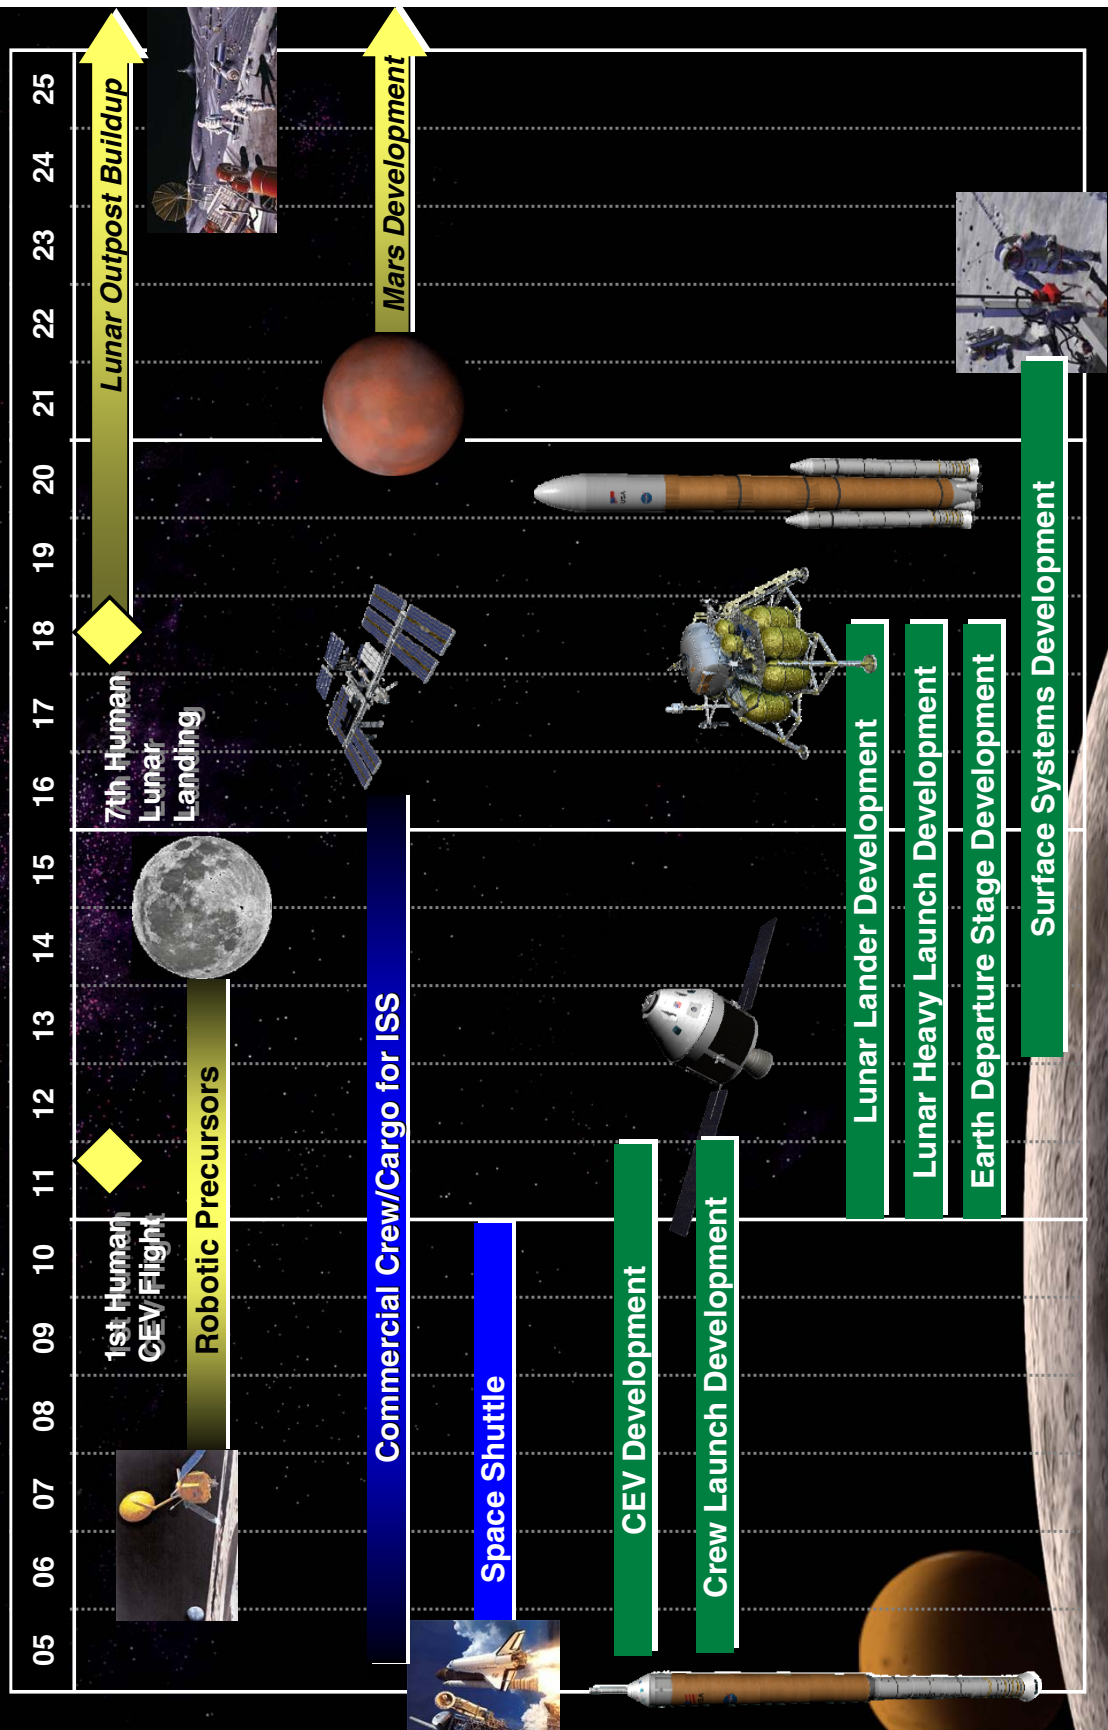 05 06 07 08 09 10 11 12 13 14 15 16 17 18 19 20 21 22 23 24 25
1st Human
CEV Flight
7th Human
Lunar
Landing
Lunar Outpost Buildup
Robotic Precursors
Mars Development
Commercial Crew/Cargo for ISS
Space Shuttle
CEV Development
Crew Launch Development
Lunar Lander Development
Lunar Heavy Launch Development
Earth Departure Stage Development
Surface Systems Development
USA